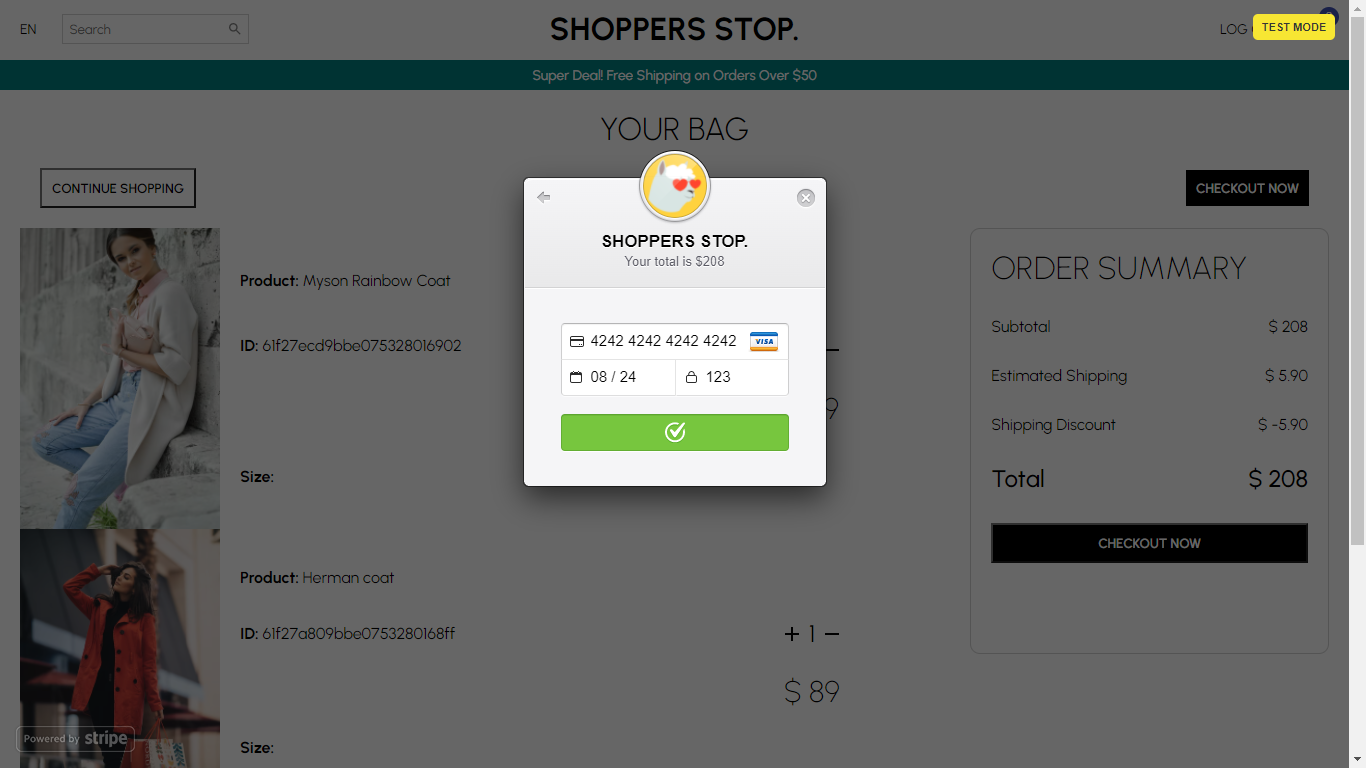 EN
Search
SHOPPERS STOP.
LOG
TEST MODE
Super Deal! Free Shipping on Orders Over $50
YOUR BAG
CONTINUE SHOPPING
CHECKOUT NOW
SHOPPERS STOP.
Your total is $208
4242 4242 4242 4242 VISA
08 / 24 123
Product: Myson Rainbow Coat
ID: 61f27ecd9bbe075328016902
9
Size:
Product: Herman coat
ID: 61f27a809bbe0753280168ff
+ 1 −
$ 89
Size:
ORDER SUMMARY
Subtotal $ 208
Estimated Shipping $ 5.90
Shipping Discount $ -5.90
Total $ 208
CHECKOUT NOW
Powered by stripe